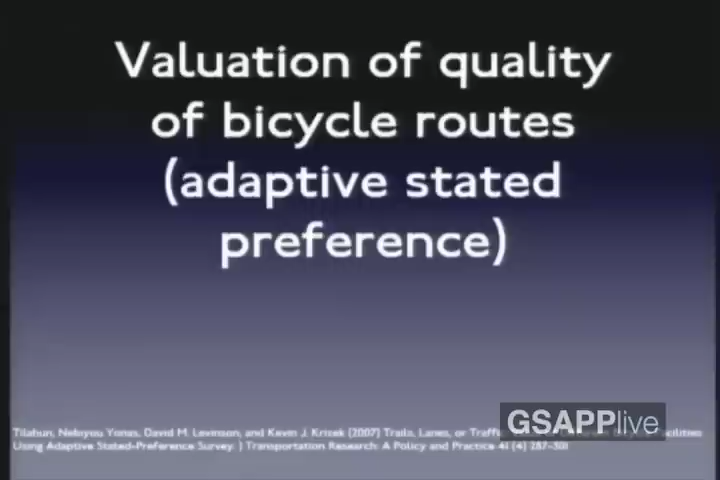 Valuation of quality
of bicycle routes
(adaptive stated
preference)
GSAPPlive
Tilahun, Nebiyou Yonas, David M. Levinson, and Kevin J. Krizek (2007) Trails, Lanes, or Traffic Facilities
Using Adaptive Stated-Preference Survey. ) Transportation Research: A Policy and Practice 41 (4) 287-301